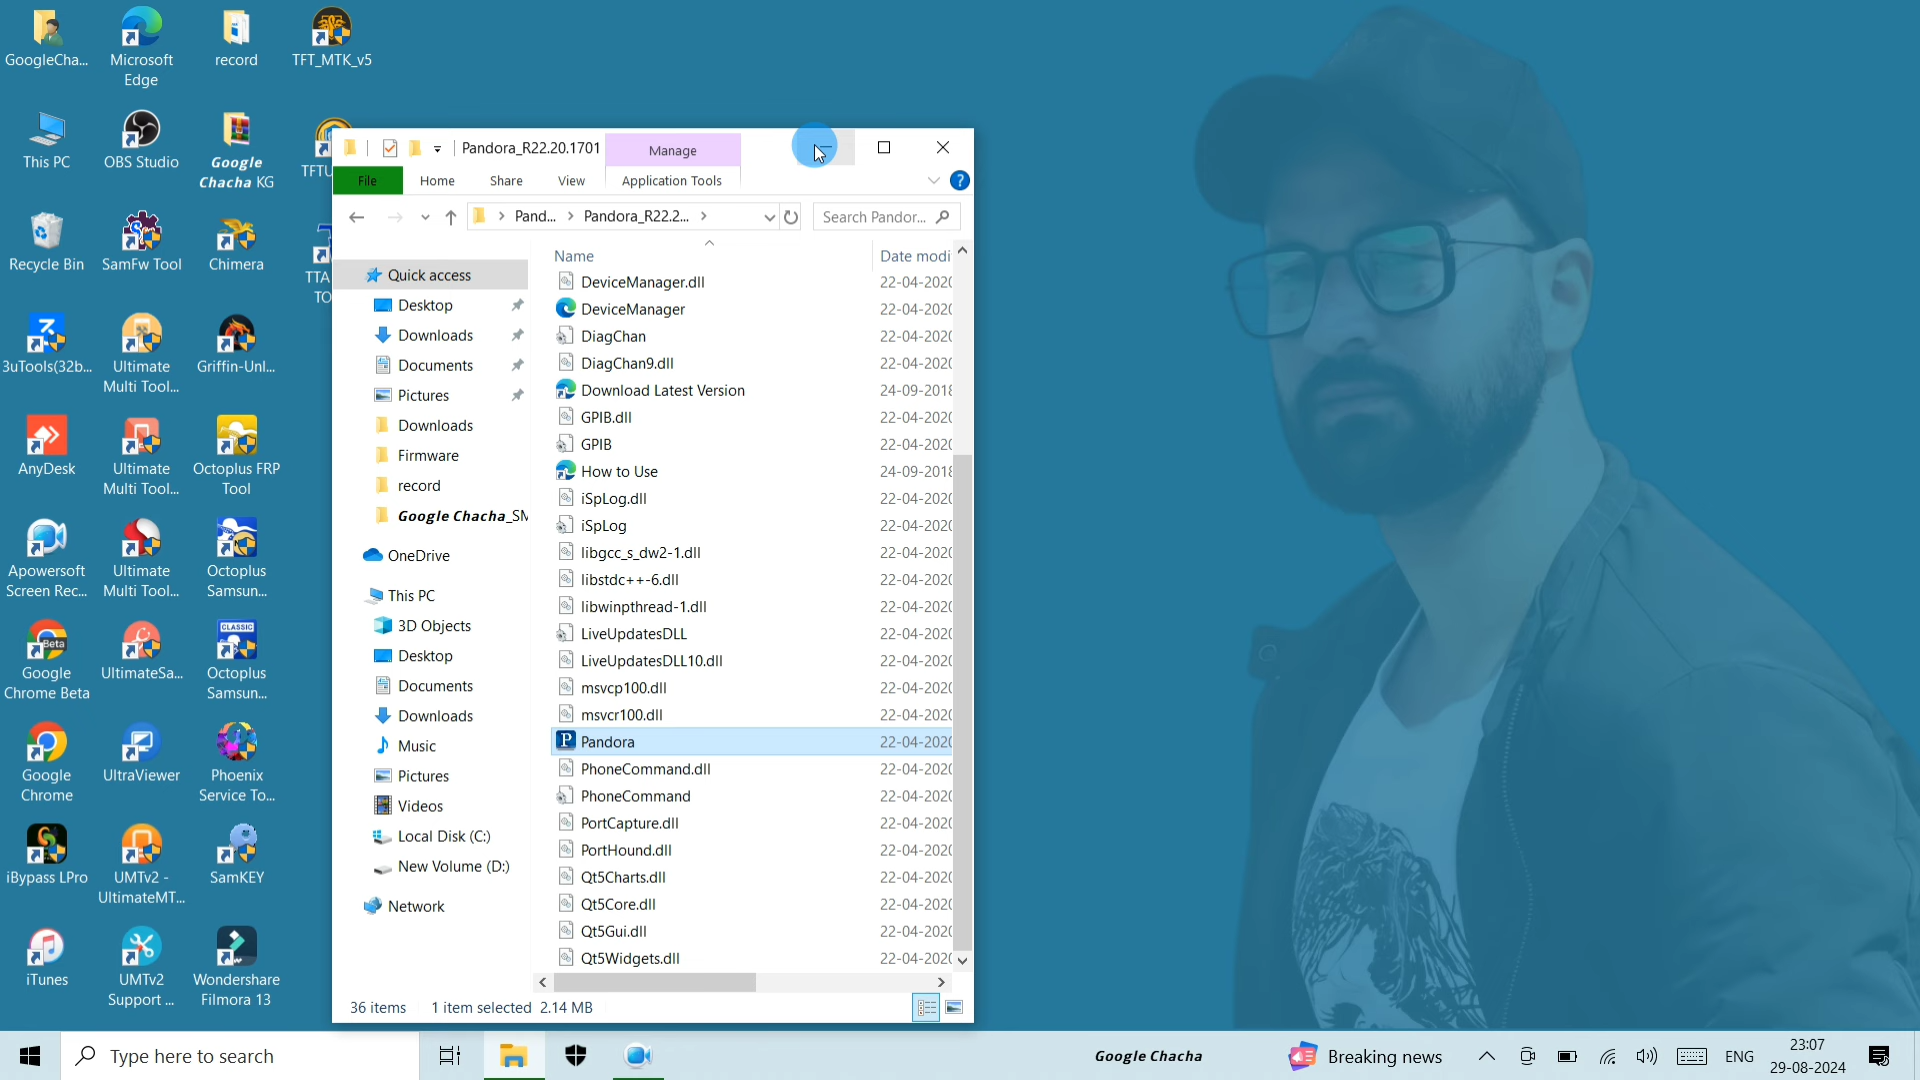 GoogleCha...
Microsoft
Edge
record
TFT_MTK_v5
This PC
OBS Studio
Google
Chacha KG
TFTU
Recycle Bin
SamFw Tool
Chimera
TTA
TO
3uTools(32b...
Ultimate
Multi Tool...
Griffin-Unl...
AnyDesk
Ultimate
Multi Tool...
Octoplus FRP
Tool
Apowersoft
Screen Rec...
Ultimate
Multi Tool...
Octoplus
Samsun...
Beta
Google
Chrome Beta
UltimateSa...
CLASSIC
Octoplus
Samsun...
Google
Chrome
UltraViewer
Phoenix
Service To...
iBypass LPro
UMTv2 -
UltimateMT...
SamKEY
iTunes
UMTv2
Support ...
Wondershare
Filmora 13
Pandora_R22.20.1701
Manage
File
Home
Share
View
Application Tools
Pand...
Pandora_R22.2...
Search Pandor...
Quick access
Desktop
Downloads
Documents
Pictures
Downloads
Firmware
record
Google Chacha_SM
OneDrive
This PC
3D Objects
Desktop
Documents
Downloads
Music
Pictures
Videos
Local Disk (C:)
New Volume (D:)
Network
Name Date modi
DeviceManager.dll 22-04-2020
DeviceManager 22-04-2020
DiagChan 22-04-2020
DiagChan9.dll 22-04-2020
Download Latest Version 24-09-2018
GPIB.dll 22-04-2020
GPIB 22-04-2020
How to Use 24-09-2018
iSpLog.dll 22-04-2020
iSpLog 22-04-2020
libgcc_s_dw2-1.dll 22-04-2020
libstdc++-6.dll 22-04-2020
libwinpthread-1.dll 22-04-2020
LiveUpdatesDLL 22-04-2020
LiveUpdatesDLL10.dll 22-04-2020
msvcp100.dll 22-04-2020
msvcr100.dll 22-04-2020
Pandora 22-04-2020
PhoneCommand.dll 22-04-2020
PhoneCommand 22-04-2020
PortCapture.dll 22-04-2020
PortHound.dll 22-04-2020
Qt5Charts.dll 22-04-2020
Qt5Core.dll 22-04-2020
Qt5Gui.dll 22-04-2020
Qt5Widgets.dll 22-04-2020
36 items 1 item selected 2.14 MB
Type here to search
Google Chacha
Breaking news
ENG
23:07
29-08-2024